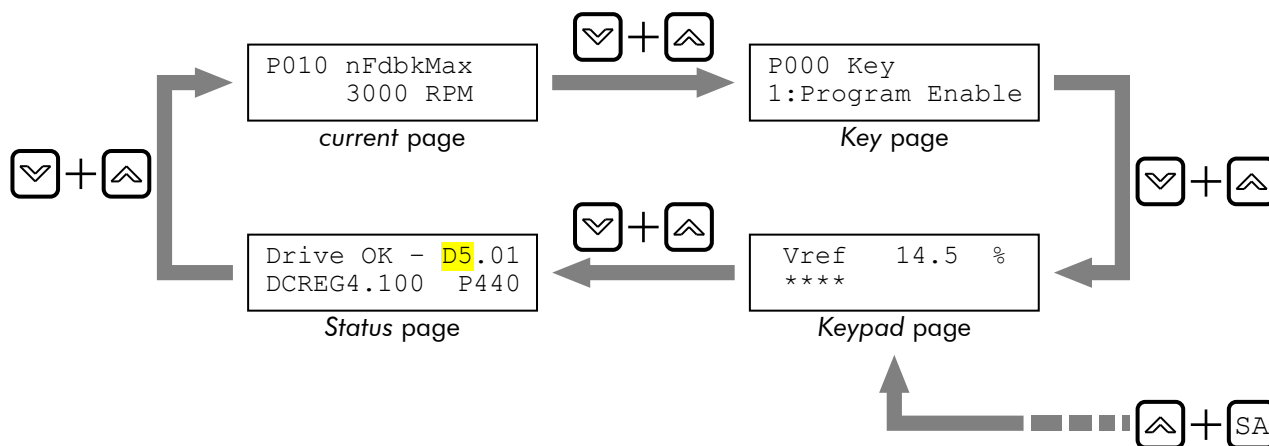 P010 nFdbkMax
3000 RPM
current page
+
P000 Key
1:Program Enable
Key page
+
+
Drive OK – D5.01
DCREG4.100 P440
Status page
+
Vref 14.5 %
****
Keypad page
+ SA